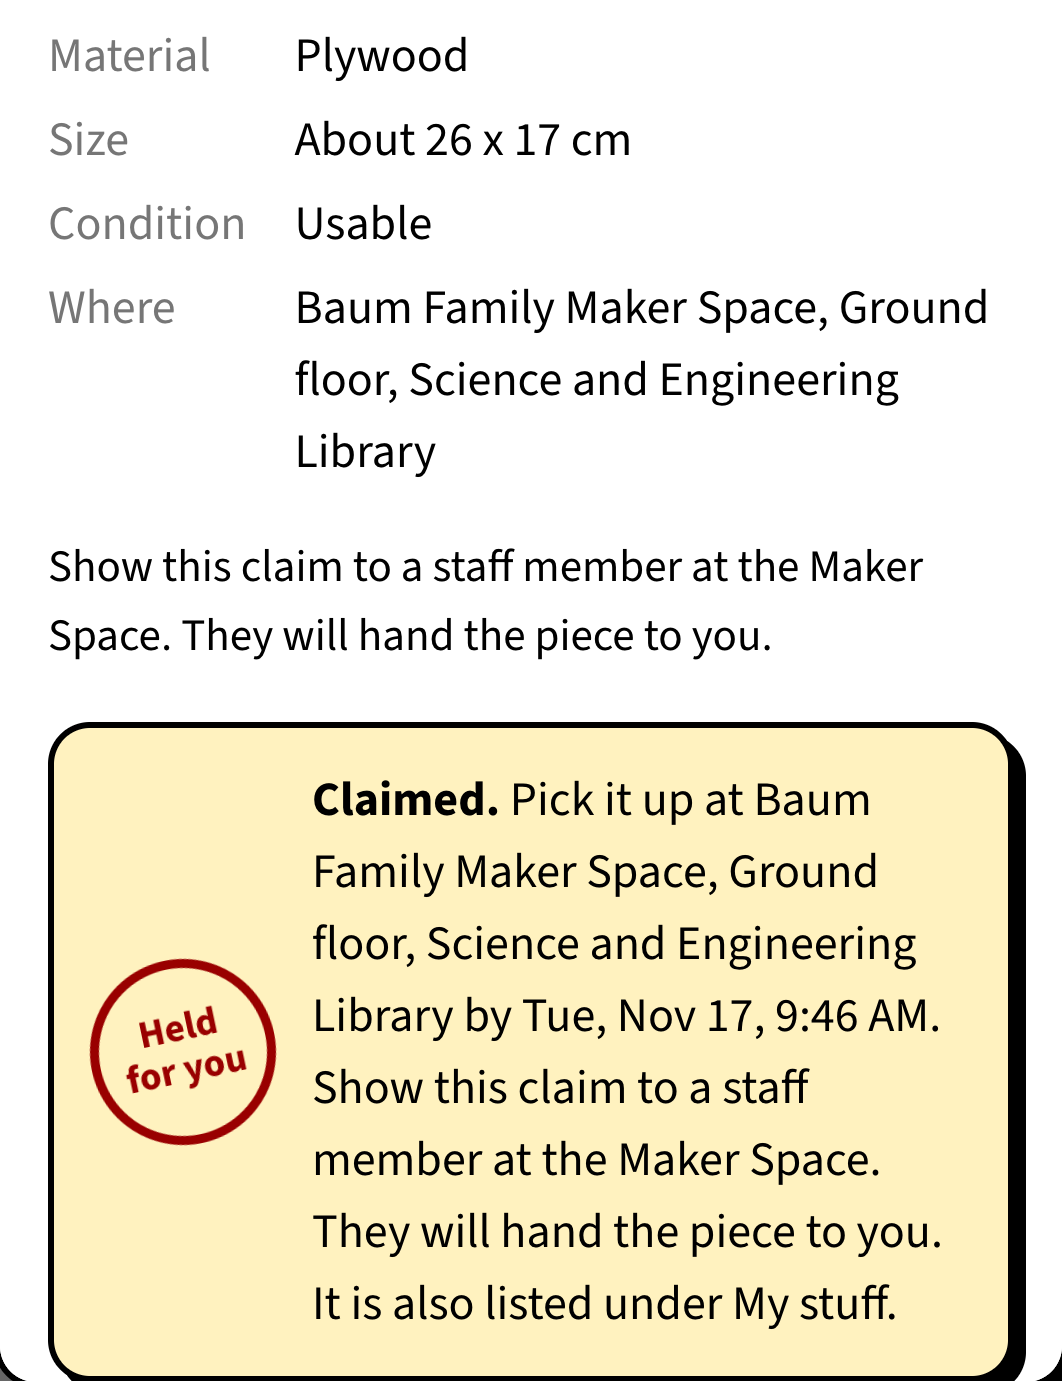 Material Plywood
Size About 26 x 17 cm
Condition Usable
Where Baum Family Maker Space, Ground
floor, Science and Engineering
Library
Show this claim to a staff member at the Maker
Space. They will hand the piece to you.
Held
for you
Claimed. Pick it up at Baum
Family Maker Space, Ground
floor, Science and Engineering
Library by Tue, Nov 17, 9:46 AM.
Show this claim to a staff
member at the Maker Space.
They will hand the piece to you.
It is also listed under My stuff.